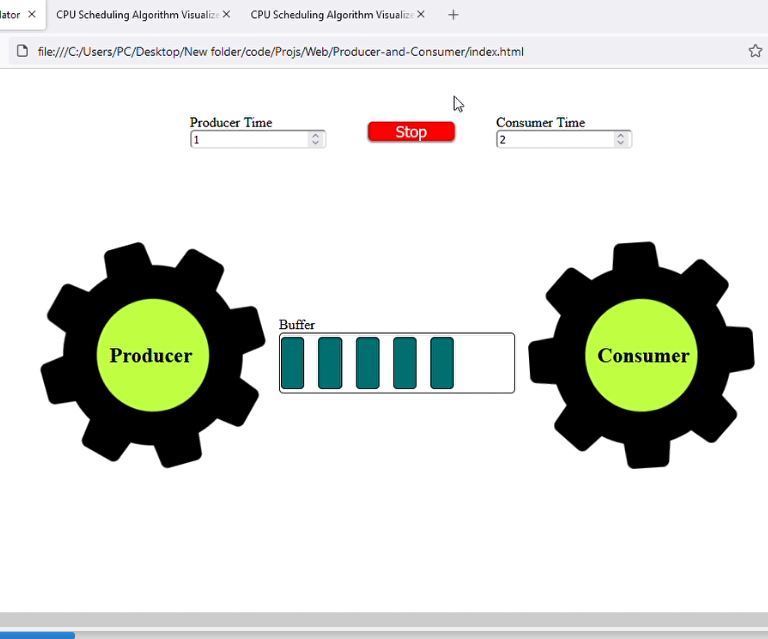 lator
CPU Scheduling Algorithm Visualiz
CPU Scheduling Algorithm Visualiz
file:///C:/Users/PC/Desktop/New folder/code/Projs/Web/Producer-and-Consumer/index.html
Producer Time
1
Stop
Consumer Time
2
Producer
Buffer
Consumer